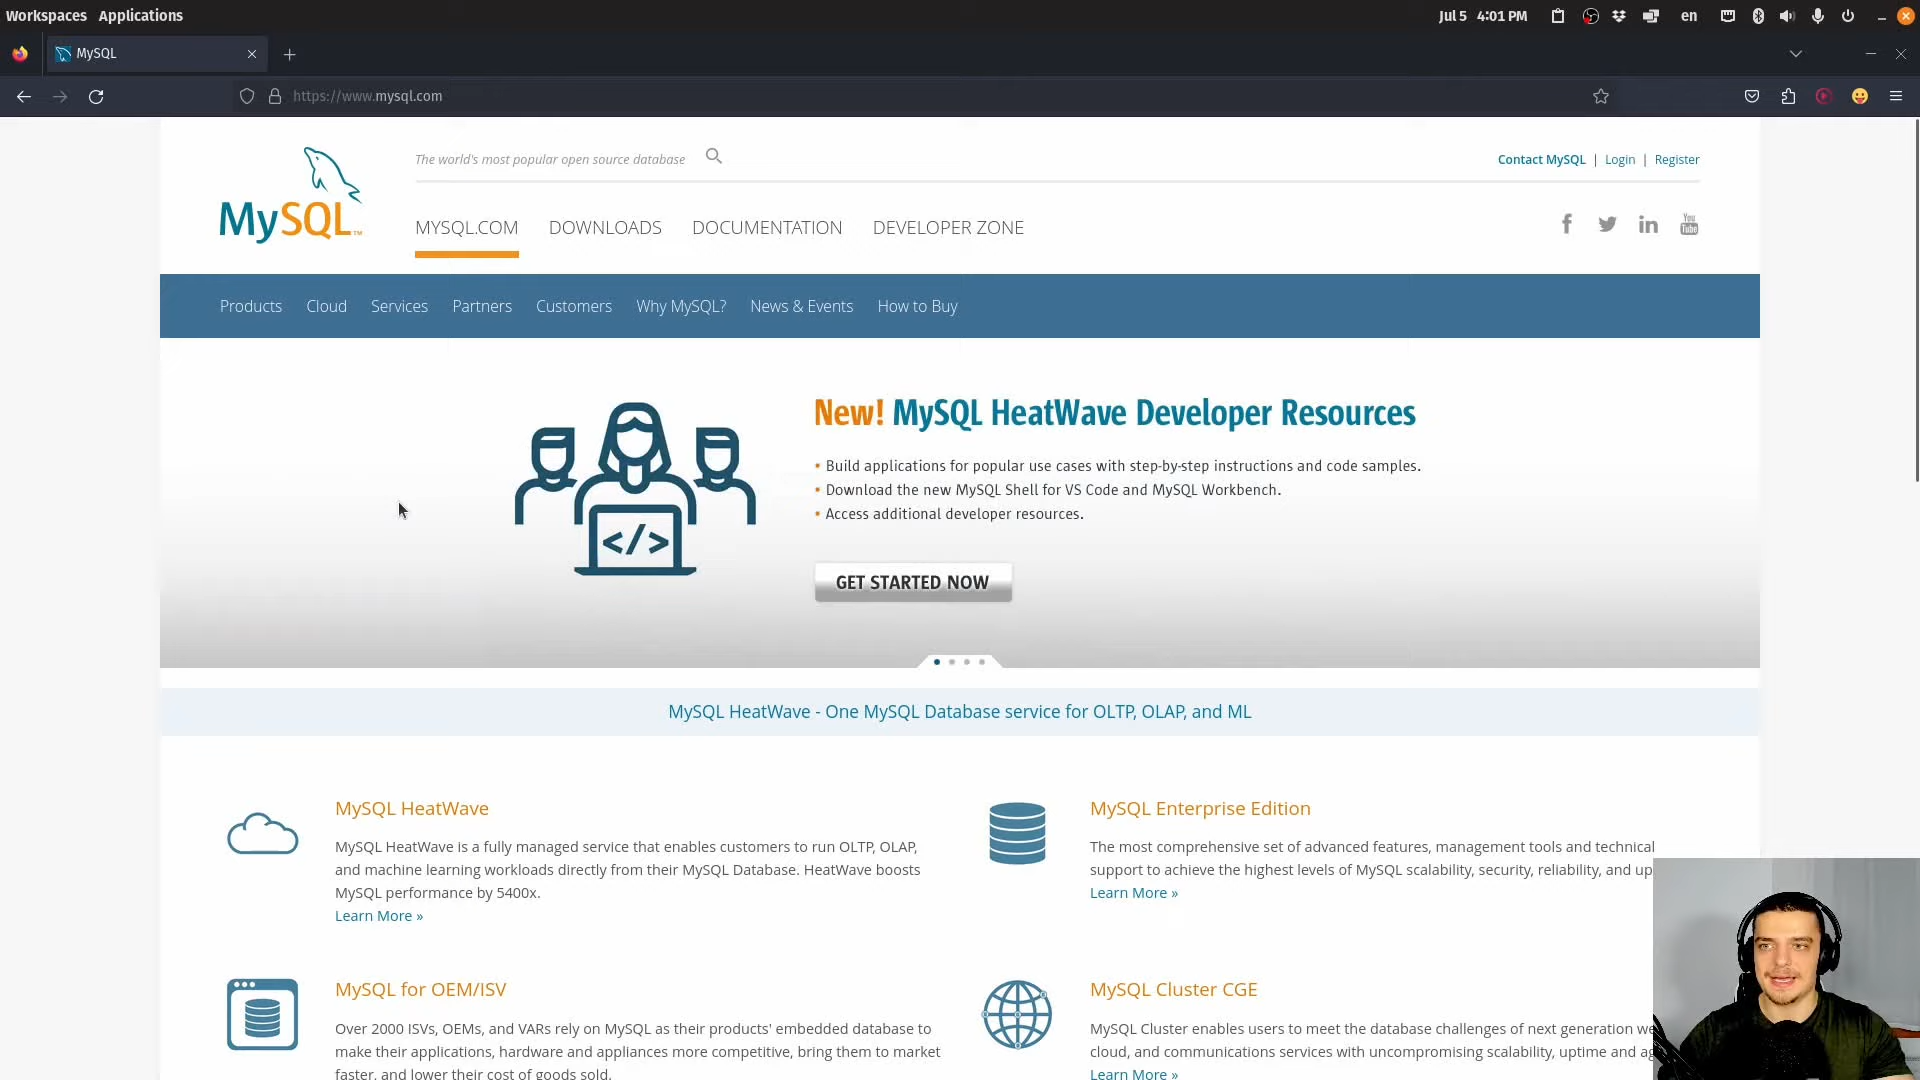 Workspaces Applications
Jul 5 4:01 PM
en
MySQL
https://www.mysql.com
The world's most popular open source database
Contact MySQL | Login | Register
MySQL™
MYSQL.COM DOWNLOADS DOCUMENTATION DEVELOPER ZONE
You
Tube
Products Cloud Services Partners Customers Why MySQL? News & Events How to Buy
New! MySQL HeatWave Developer Resources
• Build applications for popular use cases with step-by-step instructions and code samples.
• Download the new MySQL Shell for VS Code and MySQL Workbench.
• Access additional developer resources.
</>
GET STARTED NOW
MySQL HeatWave - One MySQL Database service for OLTP, OLAP, and ML
MySQL HeatWave
MySQL HeatWave is a fully managed service that enables customers to run OLTP, OLAP,
and machine learning workloads directly from their MySQL Database. HeatWave boosts
MySQL performance by 5400x.
Learn More »
MySQL Enterprise Edition
The most comprehensive set of advanced features, management tools and technical
support to achieve the highest levels of MySQL scalability, security, reliability, and
Learn More »
MySQL for OEM/ISV
Over 2000 ISVs, OEMs, and VARs rely on MySQL as their products' embedded database to
make their applications, hardware and appliances more competitive, bring them to market
faster, and lower their cost of goods sold.
MySQL Cluster CGE
MySQL Cluster enables users to meet the database challenges of next generation
cloud, and communications services with uncompromising scalability, uptime and
Learn More »